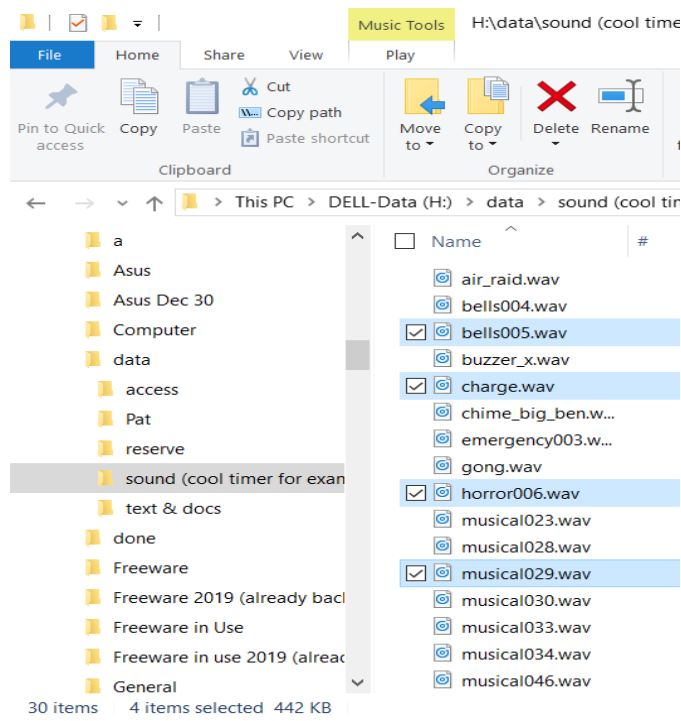 Music Tools
H:\data\sound (cool time
File
Home
Share
View
Play
Pin to Quick
access
Copy
Paste
Cut
Copy path
Paste shortcut
Move
to
Copy
to
Delete
Rename
Clipboard
Organize
This PC > DELL-Data (H:) > data > sound (cool tin
a
Asus
Asus Dec 30
Computer
data
access
Pat
reserve
sound (cool timer for exan
text & docs
done
Freeware
Freeware 2019 (already bacl
Freeware in Use
Freeware in use 2019 (alreac
General
Name
#
air_raid.wav
bells004.wav
bells005.wav
buzzer_x.wav
charge.wav
chime_big_ben.w...
emergency003.w...
gong.wav
horror006.wav
musical023.wav
musical028.wav
musical029.wav
musical030.wav
musical033.wav
musical034.wav
musical046.wav
30 items
4 items selected 442 KB